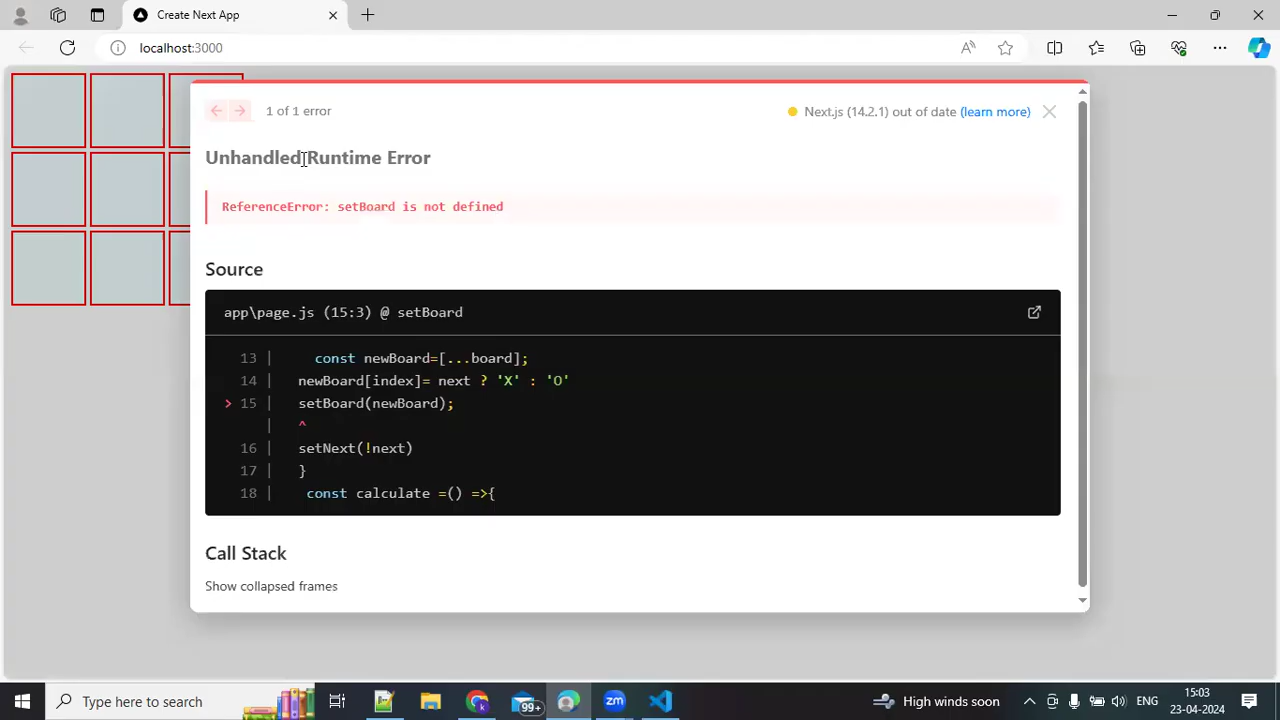 Create Next App
localhost:3000
1 of 1 error
Next.js (14.2.1) out of date (learn more)
Unhandled Runtime Error
ReferenceError: setBoard is not defined
Source
app\page.js (15:3) @ setBoard
13 | const newBoard=[...board];
14 | newBoard[index]= next ? 'X' : 'O'
> 15 | setBoard(newBoard);
| ^
16 | setNext(!next)
17 | }
18 | const calculate =() =>{
Call Stack
Show collapsed frames
Type here to search
99+
zm
High winds soon
ENG
15:03
23-04-2024